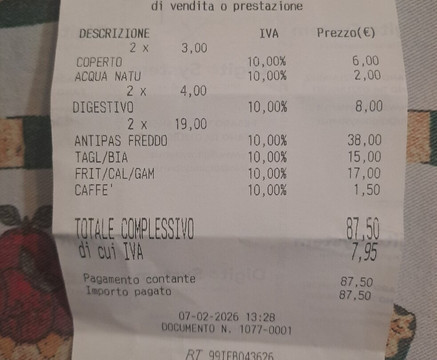 di vendita o prestazione
DESCRIZIONE IVA Prezzo(€)
2 x 3,00
COPERTO 10,00% 6,00
ACQUA NATU 10,00% 2,00
2 x 4,00
DIGESTIVO 10,00% 8,00
2 x 19,00
ANTIPAS FREDDO 10,00% 38,00
TAGL/BIA 10,00% 15,00
FRIT/CAL/GAM 10,00% 17,00
CAFFE' 10,00% 1,50
TOTALE COMPLESSIVO 87,50
di cui IVA 7,95
Pagamento contante 87,50
Importo pagato 87,50
07-02-2026 13:28
DOCUMENTO N. 1077-0001
RT 99IEB043626